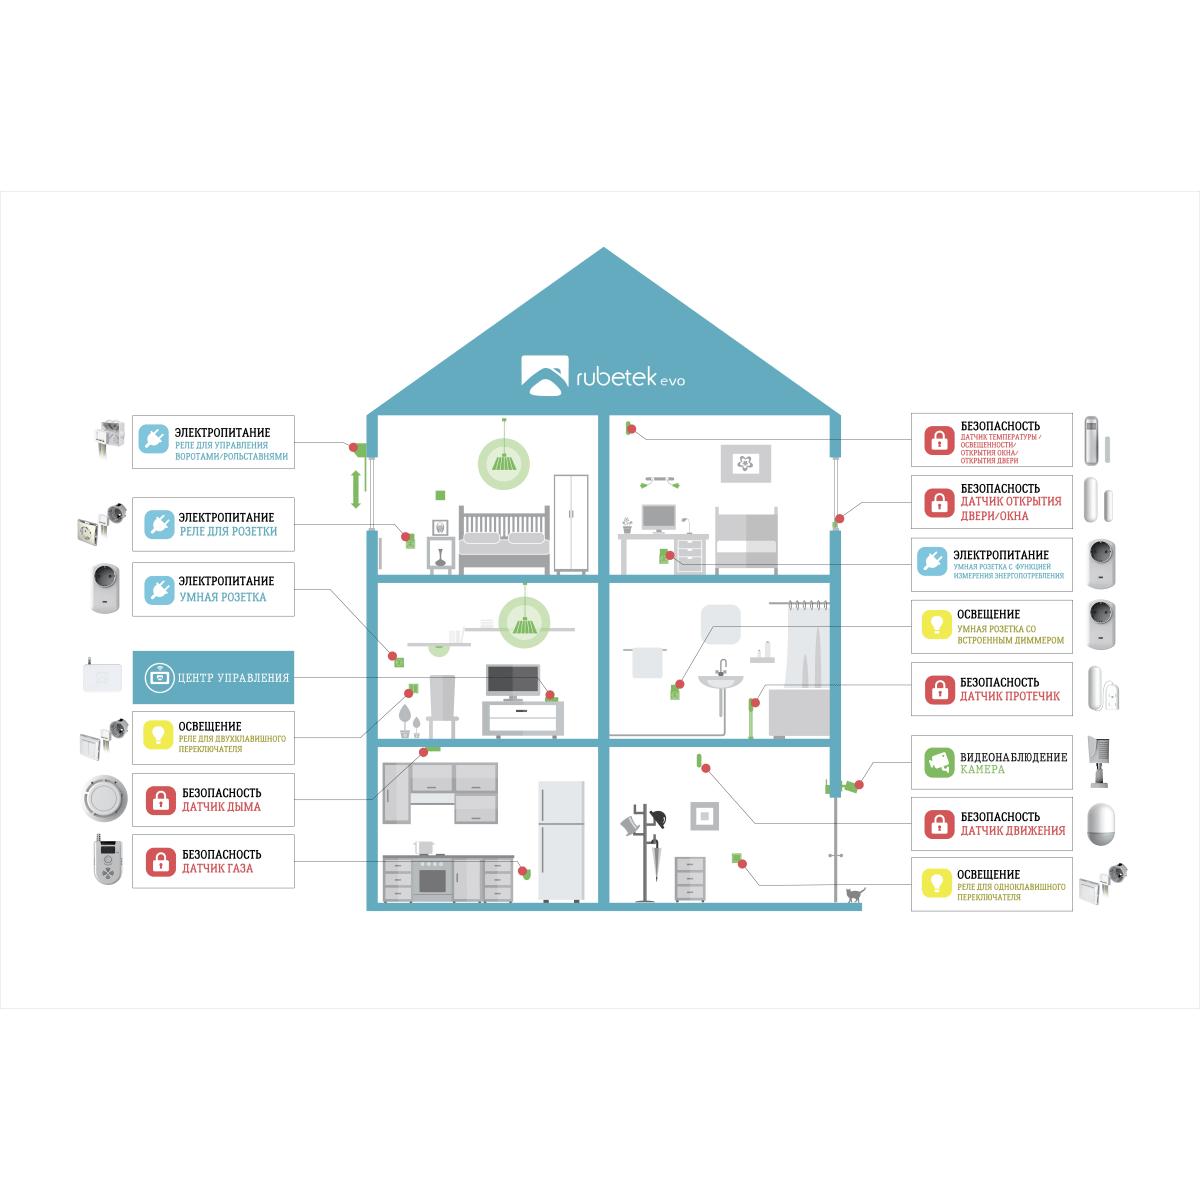 rubetek evo
ЭЛЕКТРОПИТАНИЕ
РЕЛЕ ДЛЯ УПРАВЛЕНИЯ
ВОРОТАМИ/РОЛЬСТАВНЯМИ
ЭЛЕКТРОПИТАНИЕ
РЕЛЕ ДЛЯ РОЗЕТКИ
ЭЛЕКТРОПИТАНИЕ
УМНАЯ РОЗЕТКА
ЦЕНТР УПРАВЛЕНИЯ
ОСВЕЩЕНИЕ
РЕЛЕ ДЛЯ ДВУХКЛАВИШНОГО
ПЕРЕКЛЮЧАТЕЛЯ
БЕЗОПАСНОСТЬ
ДАТЧИК ДЫМА
БЕЗОПАСНОСТЬ
ДАТЧИК ГАЗА
БЕЗОПАСНОСТЬ
ДАТЧИК ТЕМПЕРАТУРЫ/
ОСВЕЩЕННОСТИ/
ОТКРЫТИЯ ОКНА/
ОТКРЫТИЯ ДВЕРИ
БЕЗОПАСНОСТЬ
ДАТЧИК ОТКРЫТИЯ
ДВЕРИ/ОКНА
ЭЛЕКТРОПИТАНИЕ
УМНАЯ РОЗЕТКА С ФУНКЦИЕЙ
ИЗМЕРЕНИЯ ЭНЕРГОПОТРЕБЛЕНИЯ
ОСВЕЩЕНИЕ
УМНАЯ РОЗЕТКА СО
ВСТРОЕННЫМ ДИММЕРОМ
БЕЗОПАСНОСТЬ
ДАТЧИК ПРОТЕЧИК
ВИДЕОНАБЛЮДЕНИЕ
КАМЕРА
БЕЗОПАСНОСТЬ
ДАТЧИК ДВИЖЕНИЯ
ОСВЕЩЕНИЕ
РЕЛЕ ДЛЯ ОДНОКЛАВИШНОГО
ПЕРЕКЛЮЧАТЕЛЯ